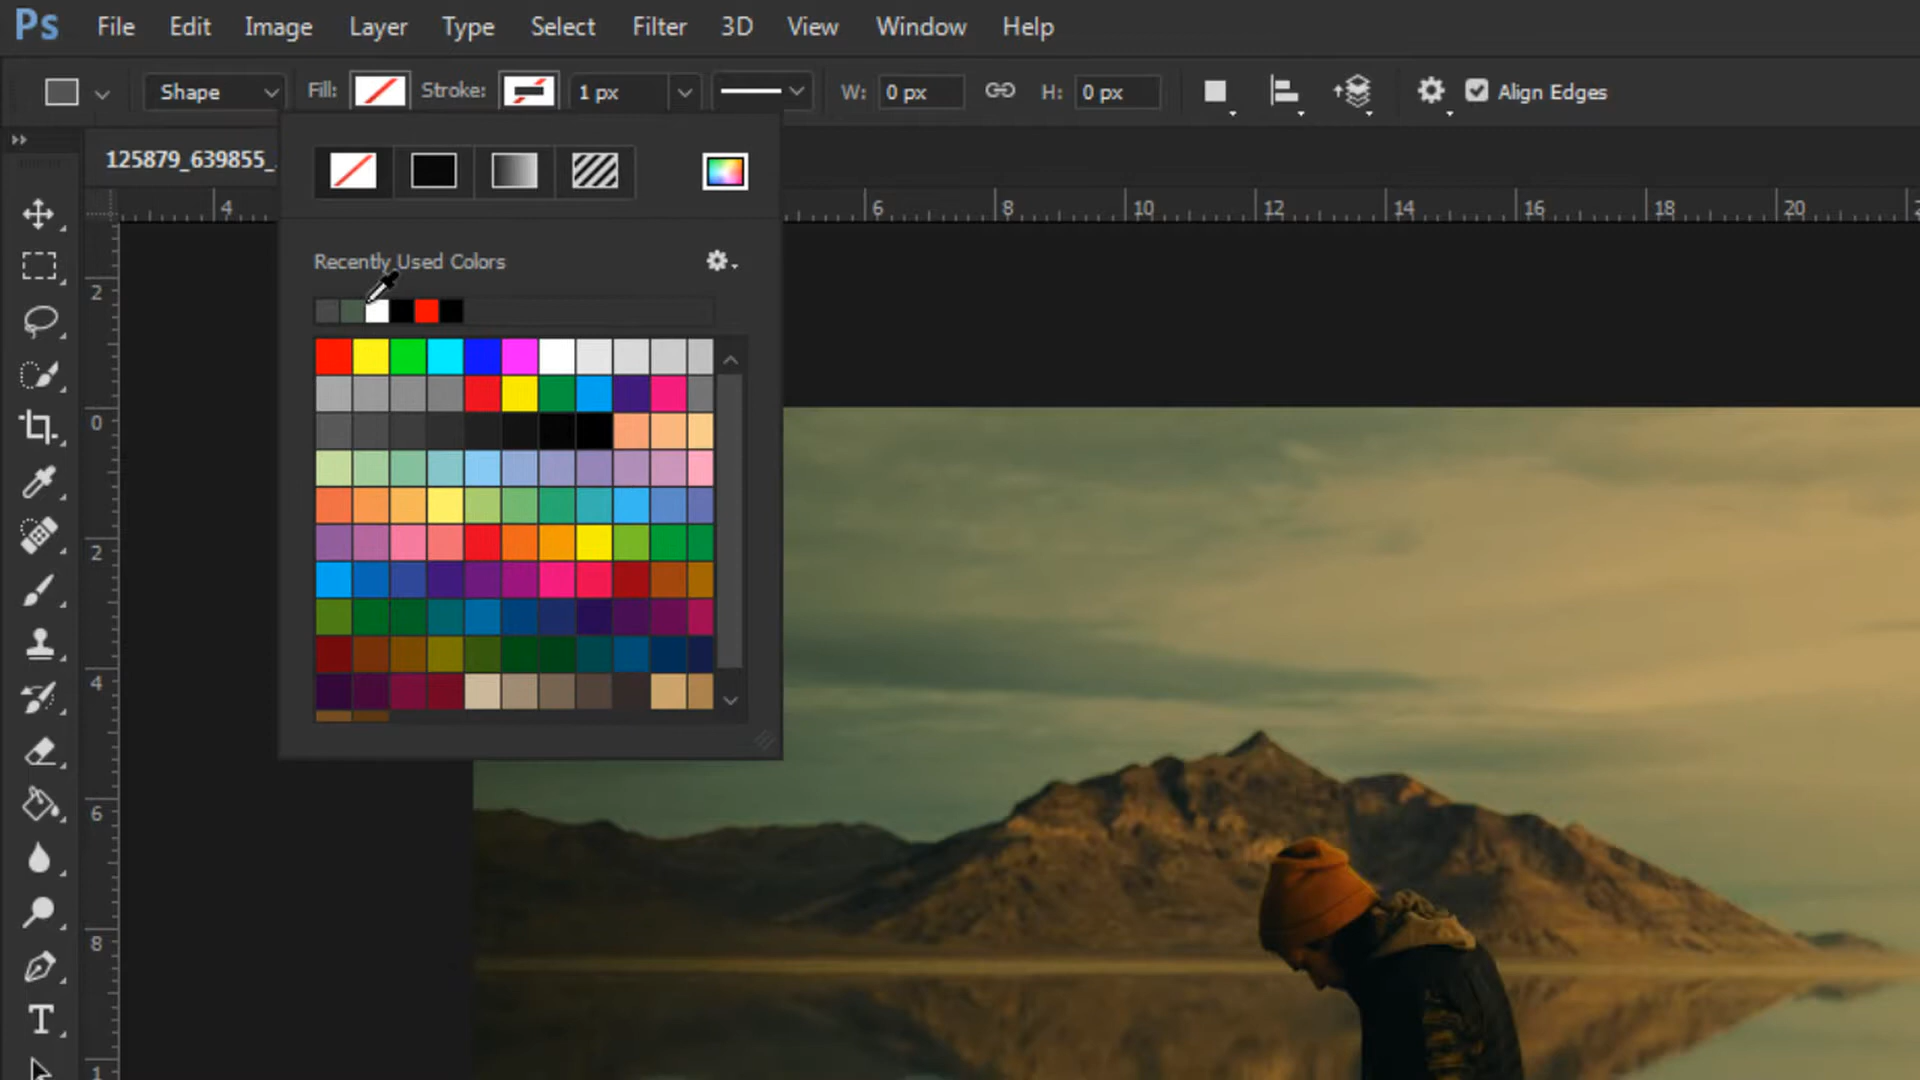 Ps File Edit Image Layer Type Select Filter 3D View Window Help
Shape Fill: Stroke: 1 px W: 0 px H: 0 px Align Edges
125879_639855_
4 6 8 10 12 14 16 18 20
Recently Used Colors
2
0
2
4
6
8
T
1